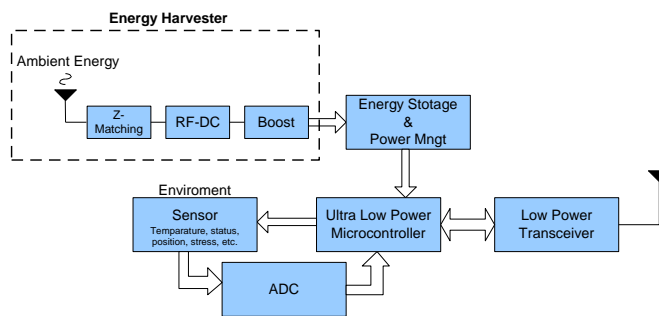 Energy Harvester
Ambient Energy
Z-
Matching
RF-DC
Boost
Energy Stotage
&
Power Mngt
Enviroment
Sensor
Temparature, status,
position, stress, etc.
Ultra Low Power
Microcontroller
Low Power
Transceiver
ADC